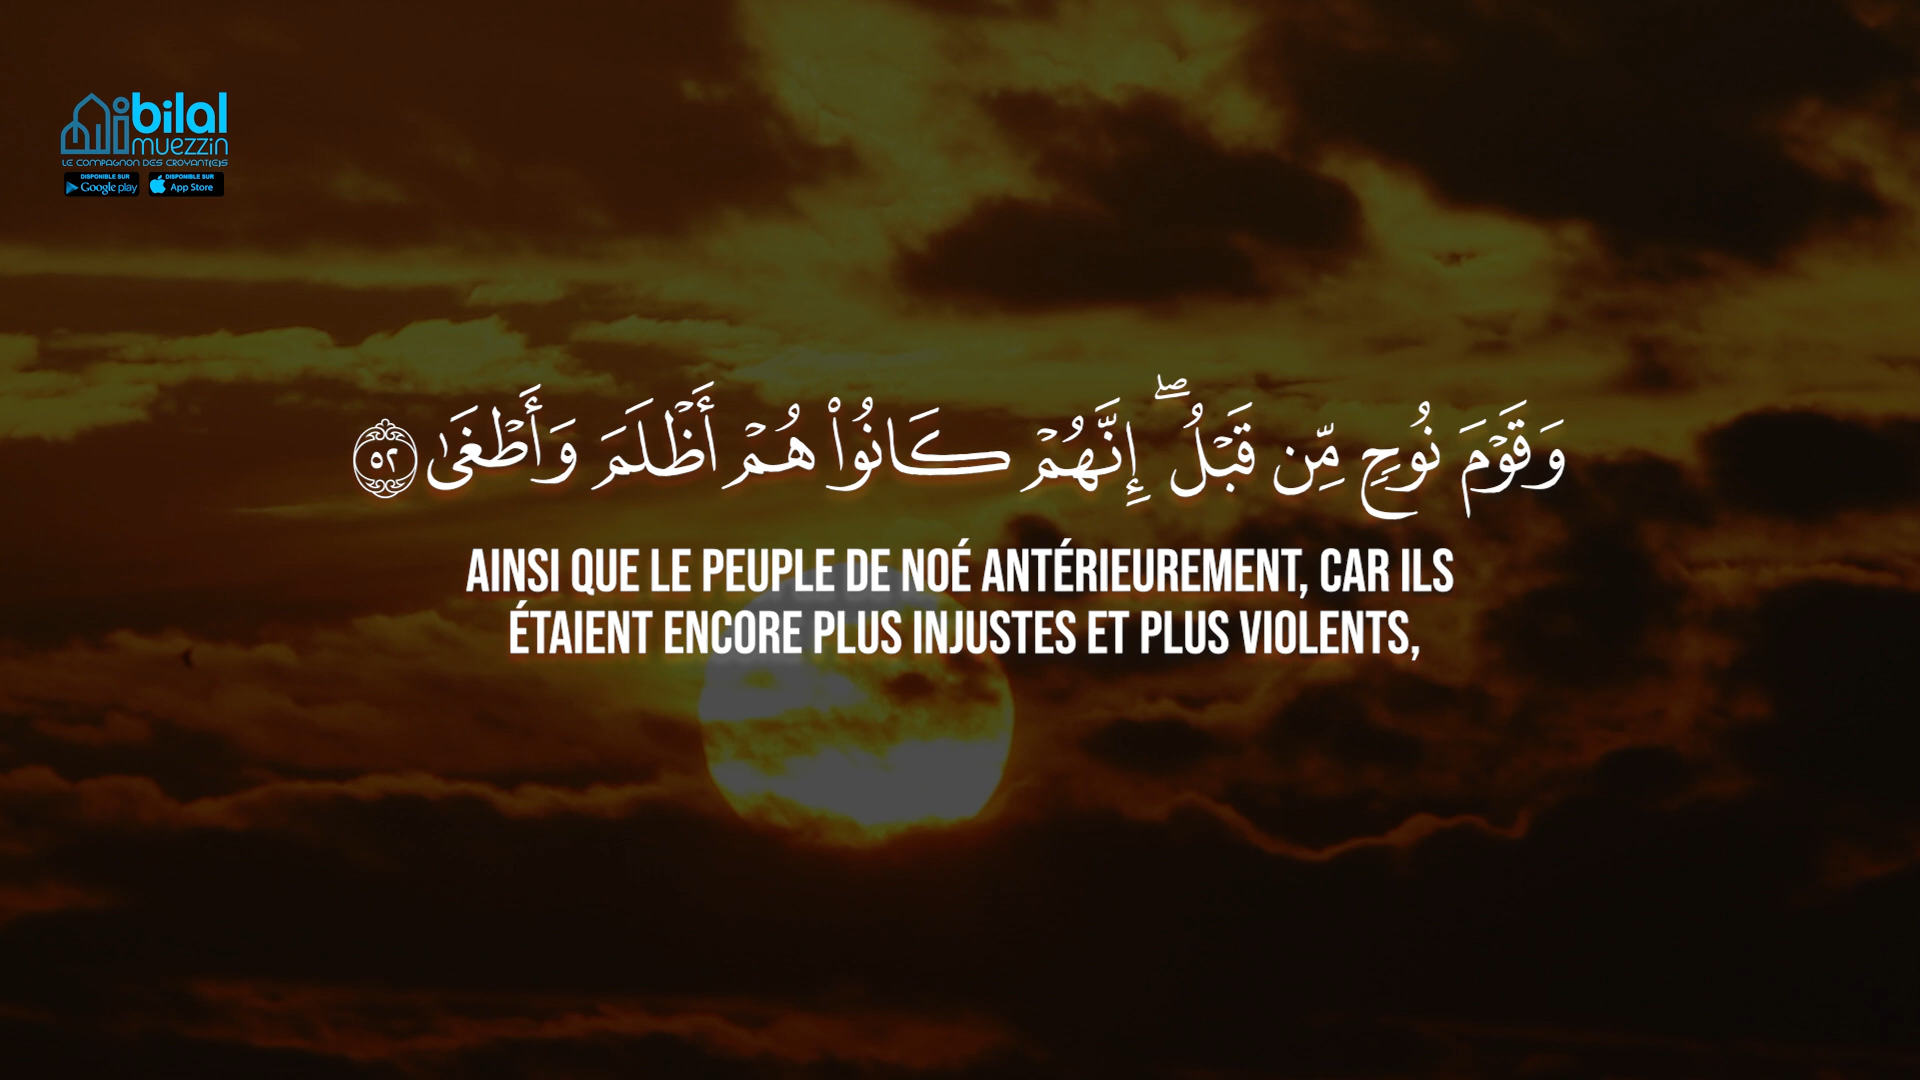 bilal
muezzin
LE COMPAGNON DES CROYANT(E)S
DISPONIBLE SUR
Google play
DISPONIBLE SUR
App Store
وَقَوْمَ نُوحٍ مِّن قَبْلُ ۖ إِنَّهُمْ كَانُوا۟ هُمْ أَظْلَمَ وَأَطْغَىٰ ٥٢
AINSI QUE LE PEUPLE DE NOÉ ANTÉRIEUREMENT, CAR ILS
ÉTAIENT ENCORE PLUS INJUSTES ET PLUS VIOLENTS,